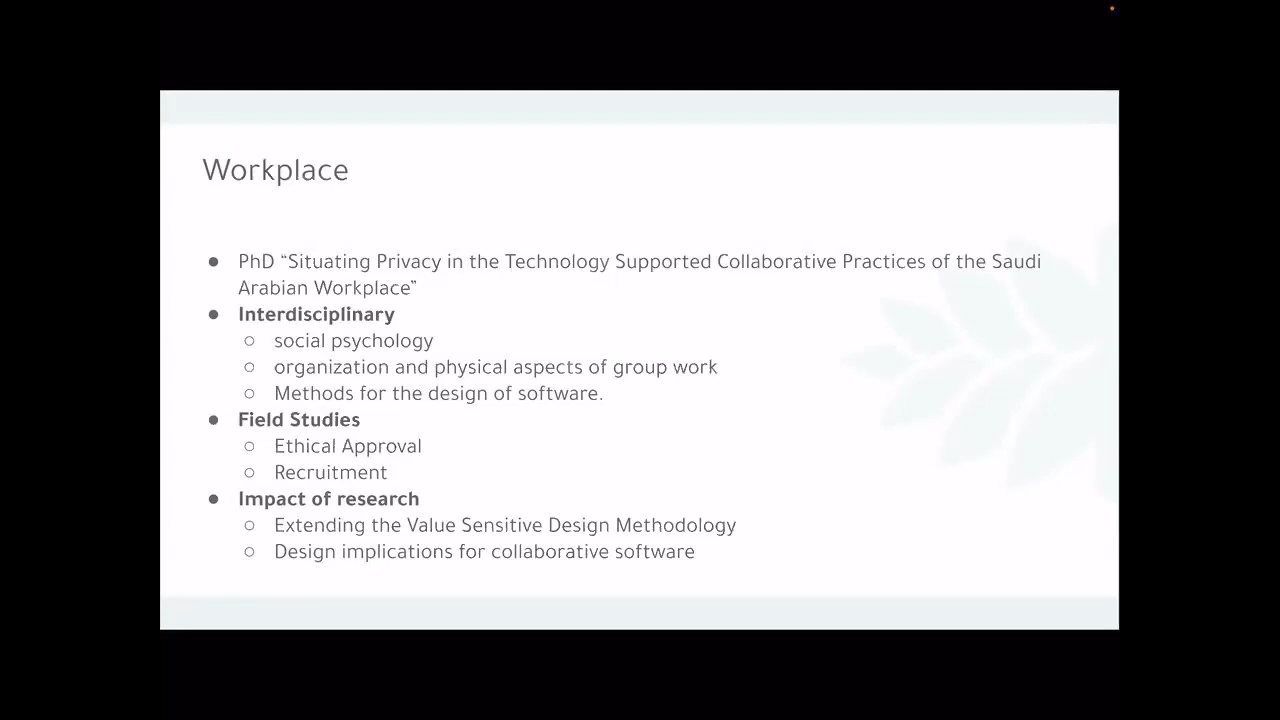 Workplace
● PhD “Situating Privacy in the Technology Supported Collaborative Practices of the Saudi
Arabian Workplace”
● Interdisciplinary
○ social psychology
○ organization and physical aspects of group work
○ Methods for the design of software.
● Field Studies
○ Ethical Approval
○ Recruitment
● Impact of research
○ Extending the Value Sensitive Design Methodology
○ Design implications for collaborative software